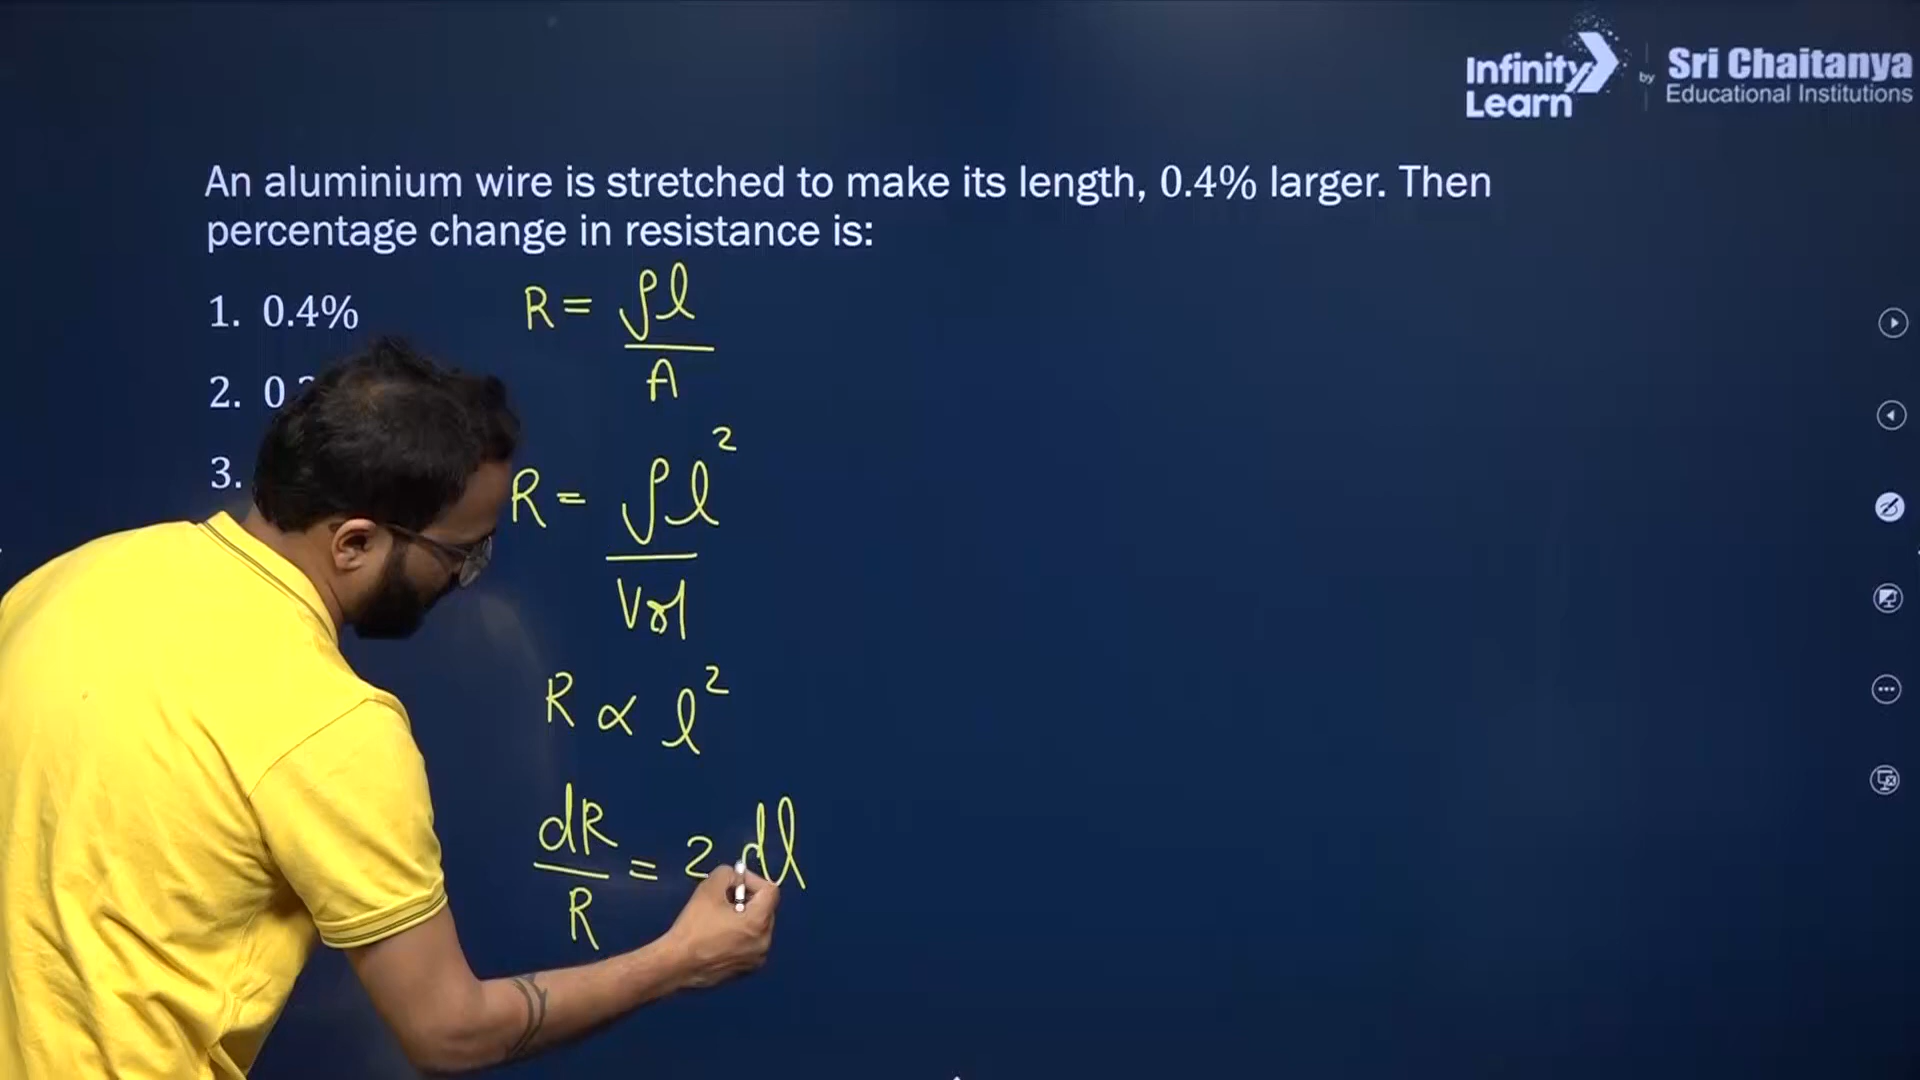 Infinity Learn by Sri Chaitanya Educational Institutions
An aluminium wire is stretched to make its length, 0.4% larger. Then
percentage change in resistance is:
1. 0.4%
R = ρl/A
2. 0
3.
R = ρl²/Vol
R ∝ l²
dR/R = 2 dl